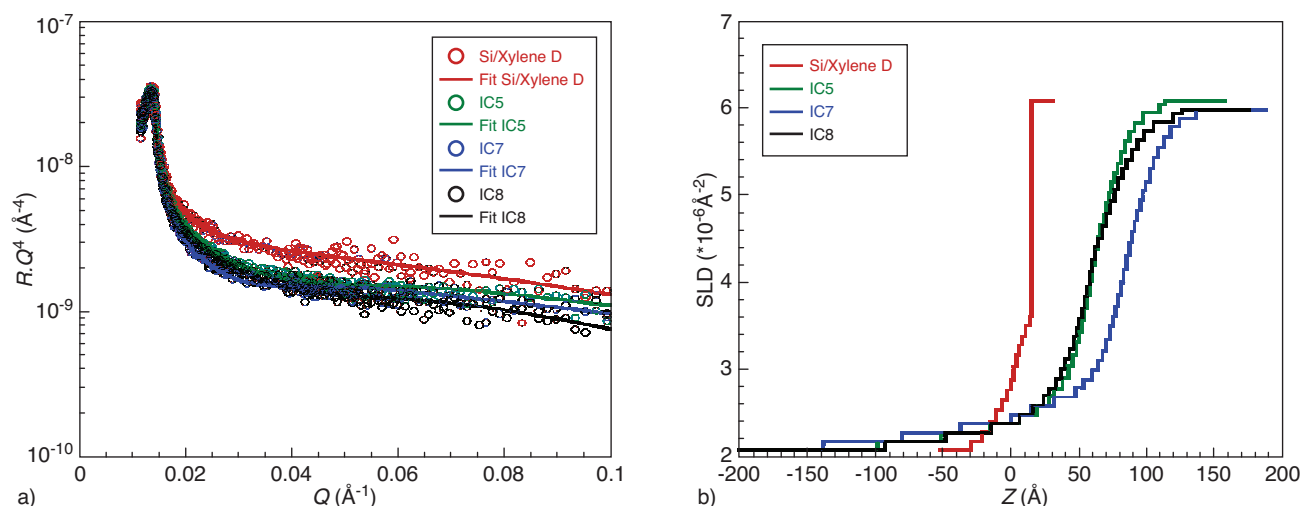 10⁻⁷
10⁻⁸
10⁻⁹
10⁻¹⁰
R.Q⁴ (Å⁻⁴)
Si/Xylene D
Fit Si/Xylene D
IC5
Fit IC5
IC7
Fit IC7
IC8
Fit IC8
0 0.02 0.04 0.06 0.08 0.1
a) Q (Å⁻¹)
7
6
5
4
3
2
SLD (*10⁻⁶Å⁻²)
Si/Xylene D
IC5
IC7
IC8
-200 -150 -100 -50 0 50 100 150 200
b) Z (Å)